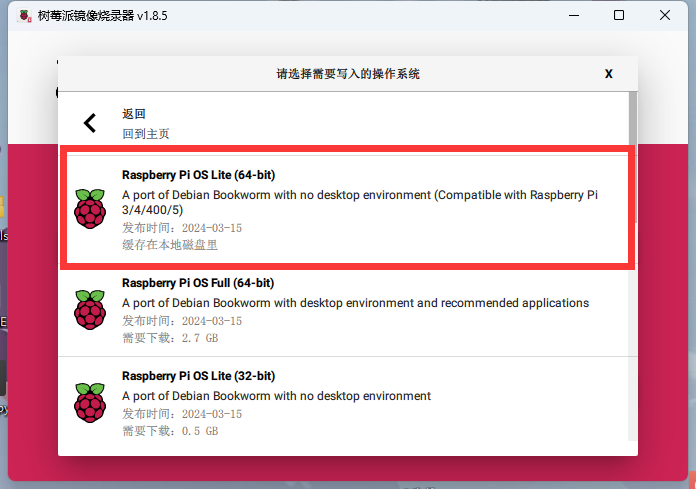 树莓派镜像烧录器 v1.8.5
请选择需要写入的操作系统
X
返回
回到主页
Raspberry Pi OS Lite (64-bit)
A port of Debian Bookworm with no desktop environment (Compatible with Raspberry Pi
3/4/400/5)
发布时间：2024-03-15
缓存在本地磁盘里
Raspberry Pi OS Full (64-bit)
A port of Debian Bookworm with desktop environment and recommended applications
发布时间：2024-03-15
需要下载：2.7 GB
Raspberry Pi OS Lite (32-bit)
A port of Debian Bookworm with no desktop environment
发布时间：2024-03-15
需要下载：0.5 GB